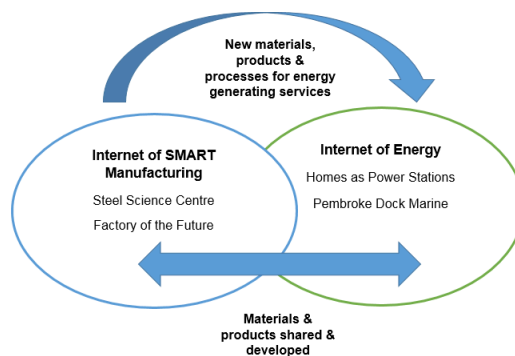 New materials,
products &
processes for energy
generating services
Internet of SMART
Manufacturing
Steel Science Centre
Factory of the Future
Internet of Energy
Homes as Power Stations
Pembroke Dock Marine
Materials &
products shared &
developed